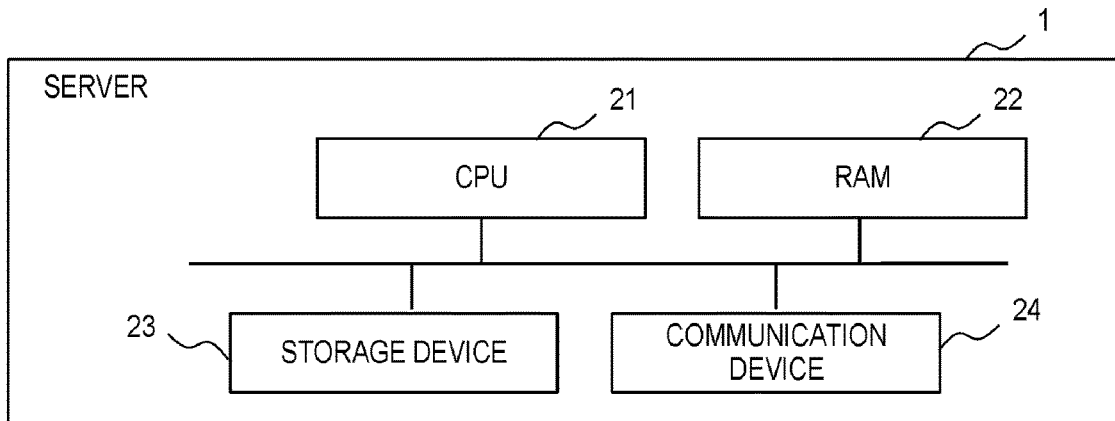 1
SERVER
21
22
CPU
RAM
23
24
STORAGE DEVICE
COMMUNICATION
DEVICE